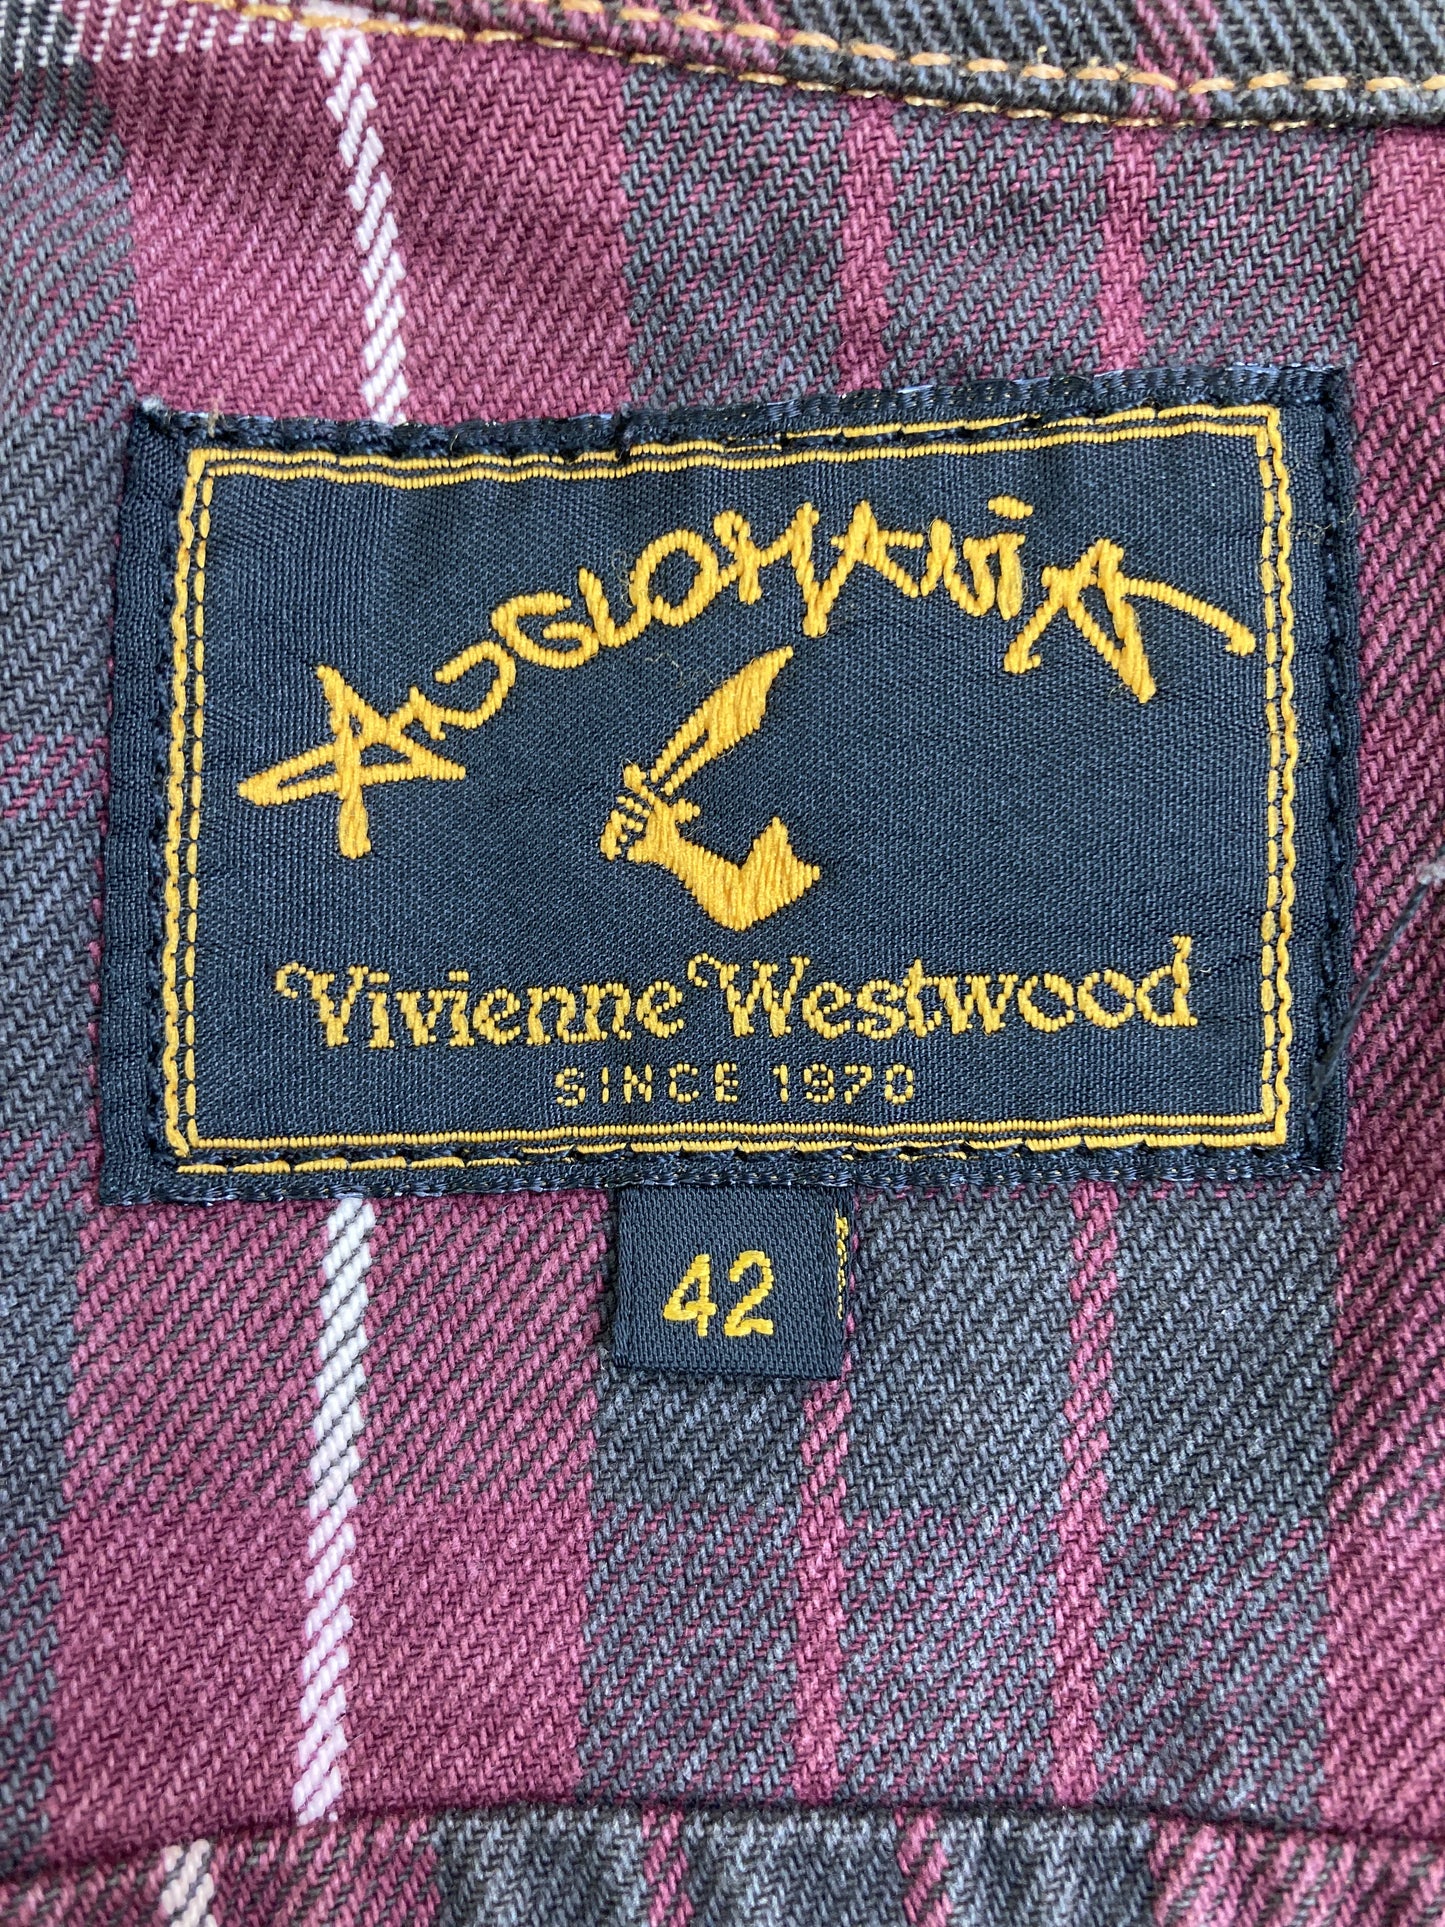 ANGLOMANIA
Vivienne Westwood
SINCE 1970
42